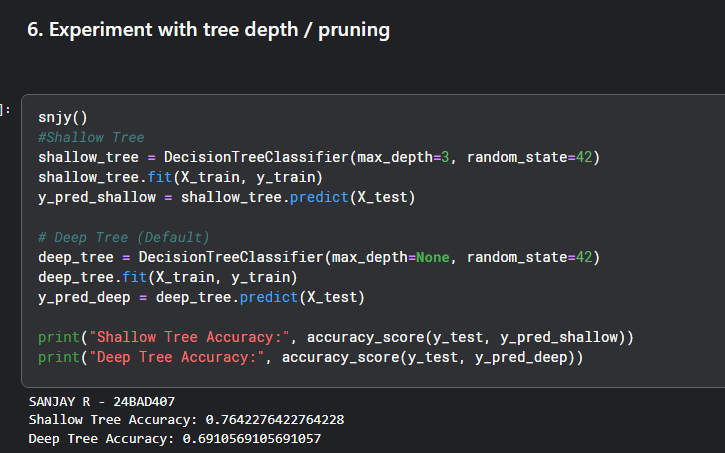 6. Experiment with tree depth / pruning
]:
snjy()
#Shallow Tree
shallow_tree = DecisionTreeClassifier(max_depth=3, random_state=42)
shallow_tree.fit(X_train, y_train)
y_pred_shallow = shallow_tree.predict(X_test)
# Deep Tree (Default)
deep_tree = DecisionTreeClassifier(max_depth=None, random_state=42)
deep_tree.fit(X_train, y_train)
y_pred_deep = deep_tree.predict(X_test)
print("Shallow Tree Accuracy:", accuracy_score(y_test, y_pred_shallow))
print("Deep Tree Accuracy:", accuracy_score(y_test, y_pred_deep))
SANJAY R - 24BAD407
Shallow Tree Accuracy: 0.7642276422764228
Deep Tree Accuracy: 0.6910569105691057